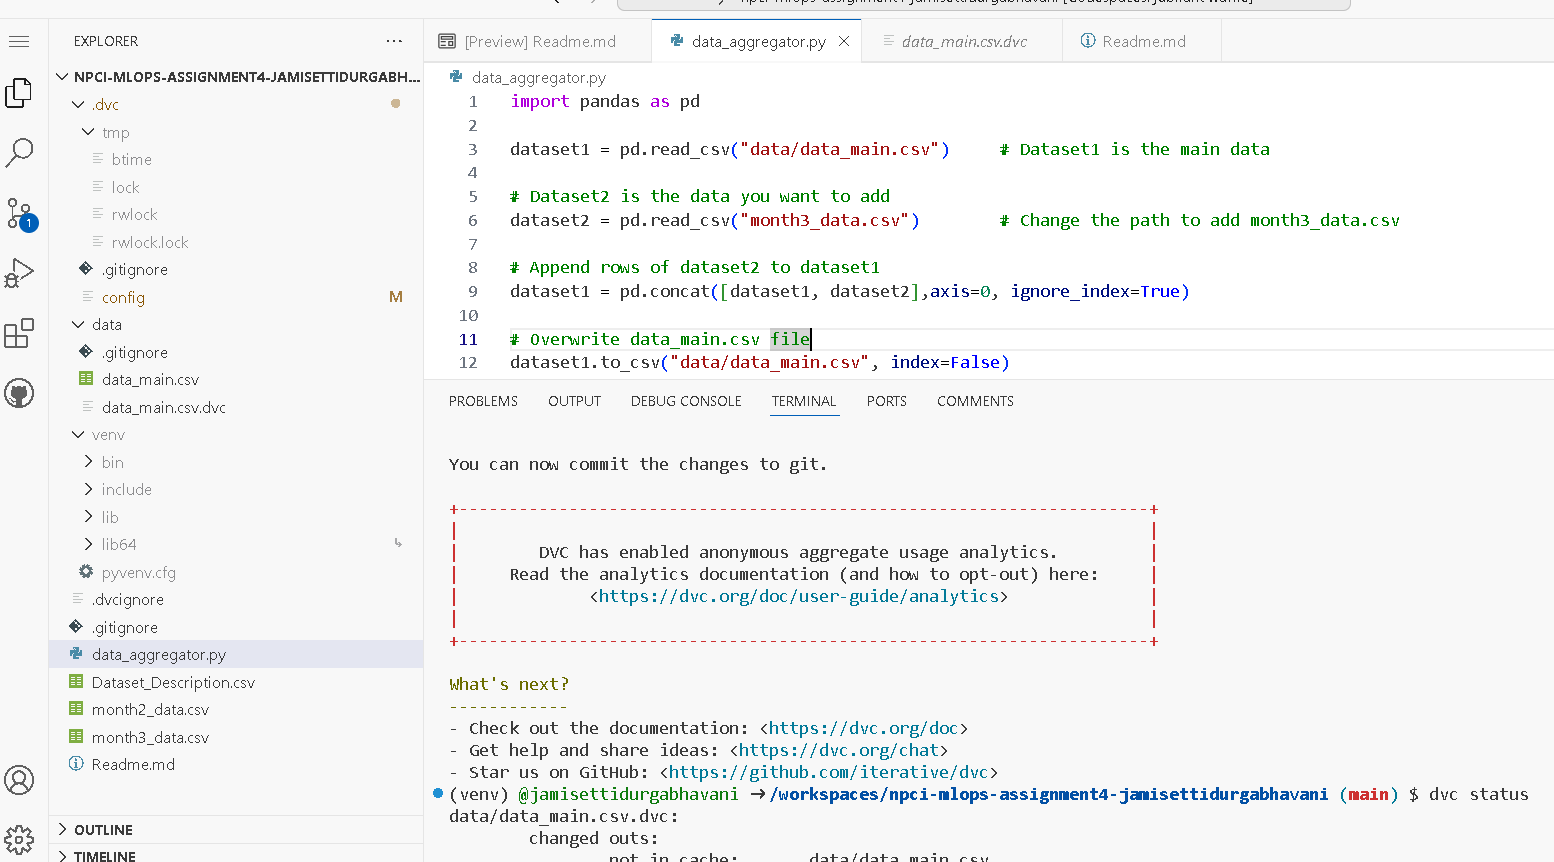 EXPLORER
NPCI-MLOPS-ASSIGNMENT4-JAMISETTIDURGABH...
.dvc
tmp
btime
lock
rwlock
rwlock.lock
.gitignore
config M
data
.gitignore
data_main.csv
data_main.csv.dvc
venv
bin
include
lib
lib64
pyvenv.cfg
.dvcignore
.gitignore
data_aggregator.py
Dataset_Description.csv
month2_data.csv
month3_data.csv
Readme.md
OUTLINE
TIMELINE
1
[Preview] Readme.md
data_aggregator.py
data_main.csv.dvc
Readme.md
data_aggregator.py
1 import pandas as pd
2
3 dataset1 = pd.read_csv("data/data_main.csv") # Dataset1 is the main data
4
5 # Dataset2 is the data you want to add
6 dataset2 = pd.read_csv("month3_data.csv") # Change the path to add month3_data.csv
7
8 # Append rows of dataset2 to dataset1
9 dataset1 = pd.concat([dataset1, dataset2],axis=0, ignore_index=True)
10
11 # Overwrite data_main.csv file
12 dataset1.to_csv("data/data_main.csv", index=False)
PROBLEMS OUTPUT DEBUG CONSOLE TERMINAL PORTS COMMENTS
You can now commit the changes to git.
+---------------------------------------------------------------------+
DVC has enabled anonymous aggregate usage analytics.
Read the analytics documentation (and how to opt-out) here:
<https://dvc.org/doc/user-guide/analytics>
+---------------------------------------------------------------------+
What's next?
------------
- Check out the documentation: <https://dvc.org/doc>
- Get help and share ideas: <https://dvc.org/chat>
- Star us on GitHub: <https://github.com/iterative/dvc>
(venv) @jamisettidurgabhavani →/workspaces/npci-mlops-assignment4-jamisettidurgabhavani (main) $ dvc status
data/data_main.csv.dvc:
changed outs:
not in cache: data/data_main.csv